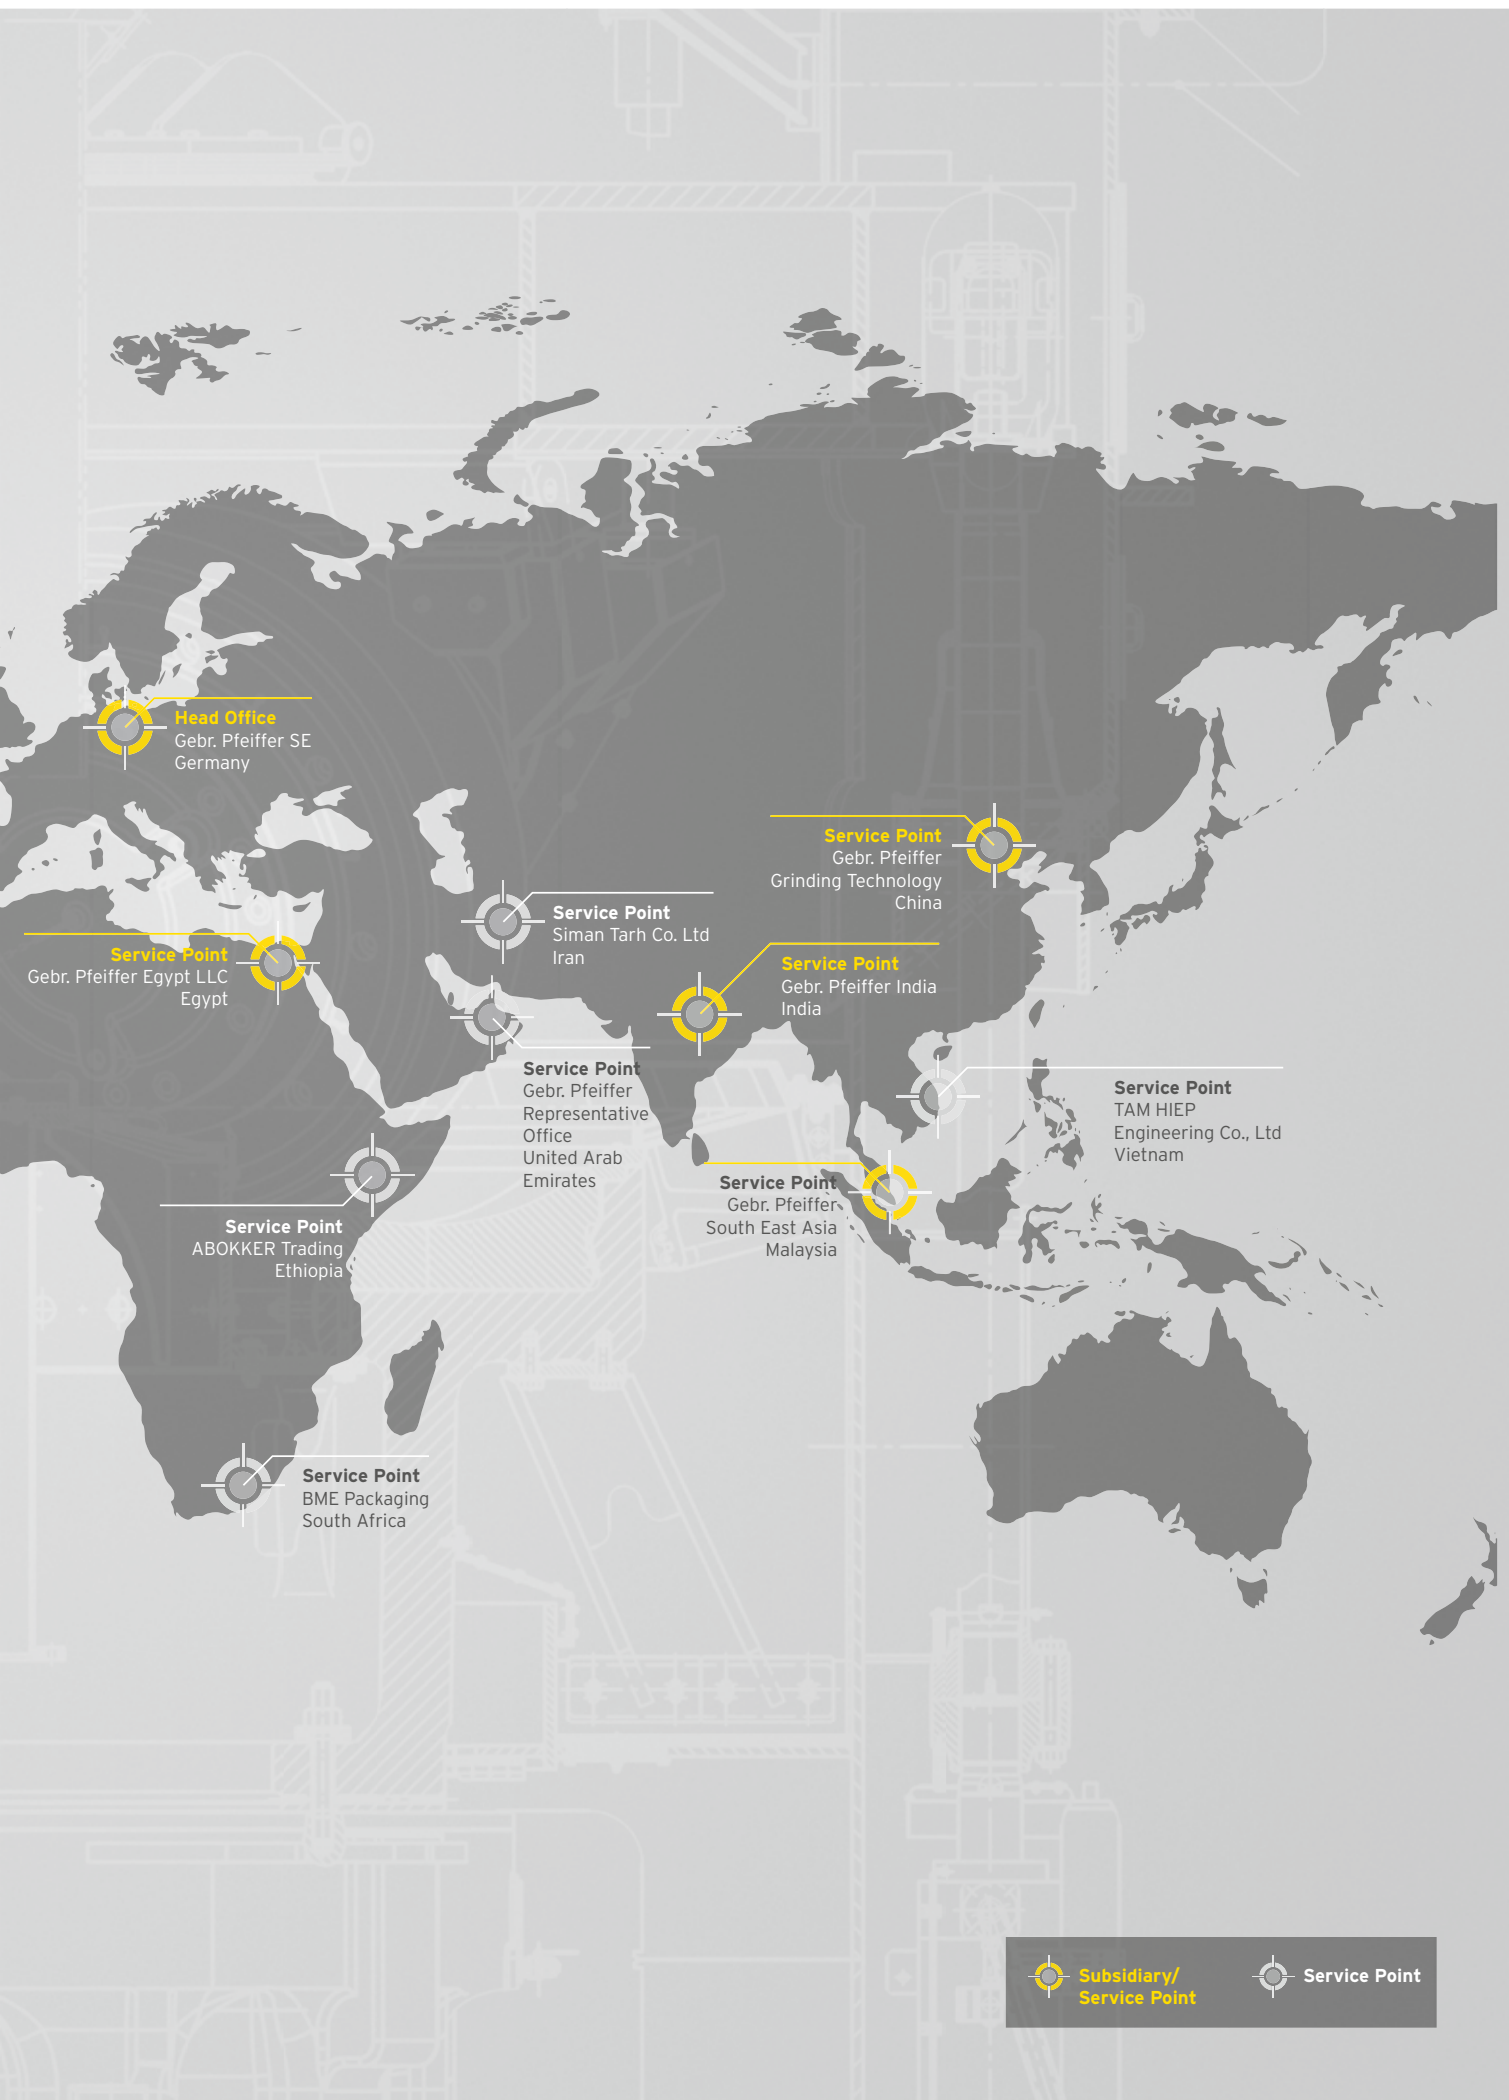 Head Office
Gebr. Pfeiffer SE
Germany
Service Point
Gebr. Pfeiffer
Grinding Technology
China
Service Point
Siman Tarh Co. Ltd
Iran
Service Point
Gebr. Pfeiffer Egypt LLC
Egypt
Service Point
Gebr. Pfeiffer India
India
Service Point
Gebr. Pfeiffer
Representative
Office
United Arab
Emirates
Service Point
TAM HIEP
Engineering Co., Ltd
Vietnam
Service Point
Gebr. Pfeiffer
South East Asia
Malaysia
Service Point
ABOKKER Trading
Ethiopia
Service Point
BME Packaging
South Africa
Subsidiary/
Service Point
Service Point